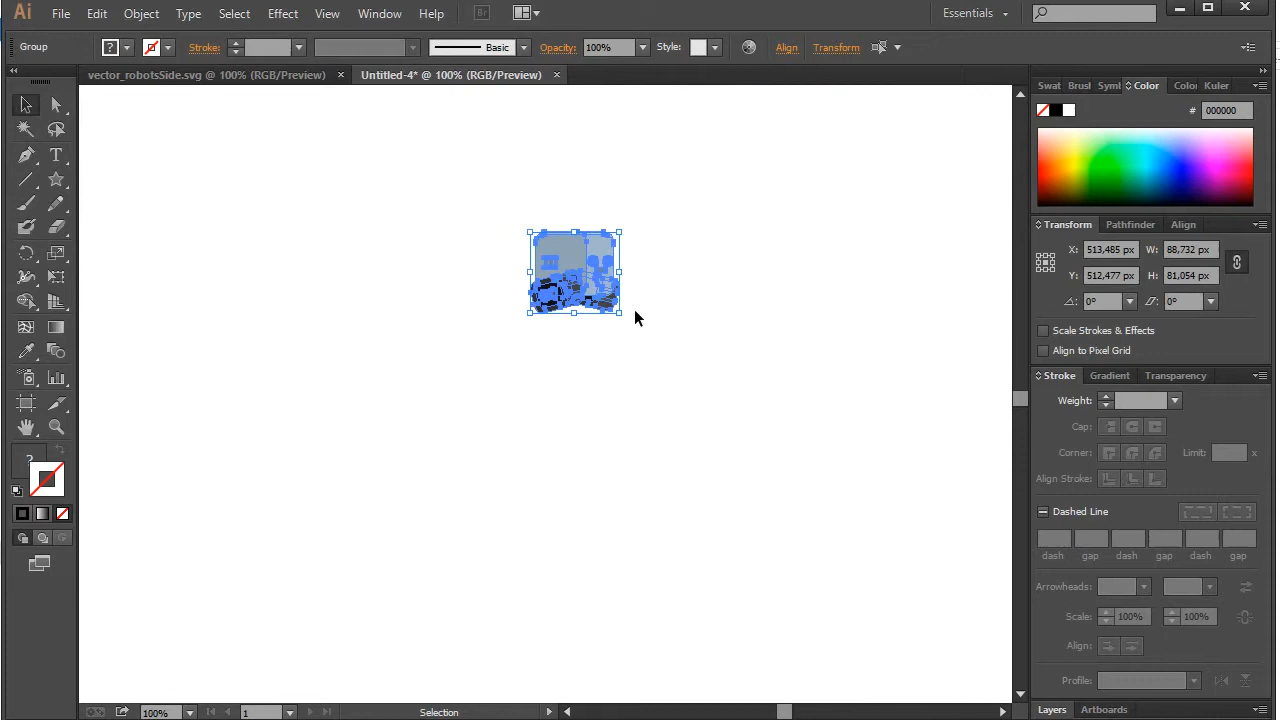 Ai File Edit Object Type Select Effect View Window Help Br Essentials
Group ? Stroke: Basic Opacity: 100% Style: Align Transform
vector_robotsSide.svg @ 100% (RGB/Preview) Untitled-4* @ 100% (RGB/Preview)
Swat Brusl Symł Color Color Kuler
# 000000
Transform Pathfinder Align
X: 513,485 px W: 88,732 px
Y: 512,477 px H: 81,054 px
0° 0°
Scale Strokes & Effects
Align to Pixel Grid
Stroke Gradient Transparency
Weight:
Cap:
Corner: Limit: x
Align Stroke:
Dashed Line
dash gap dash gap dash gap
Arrowheads:
Scale: 100% 100%
Align:
Profile:
T
?
100% 1 Selection
Layers Artboards